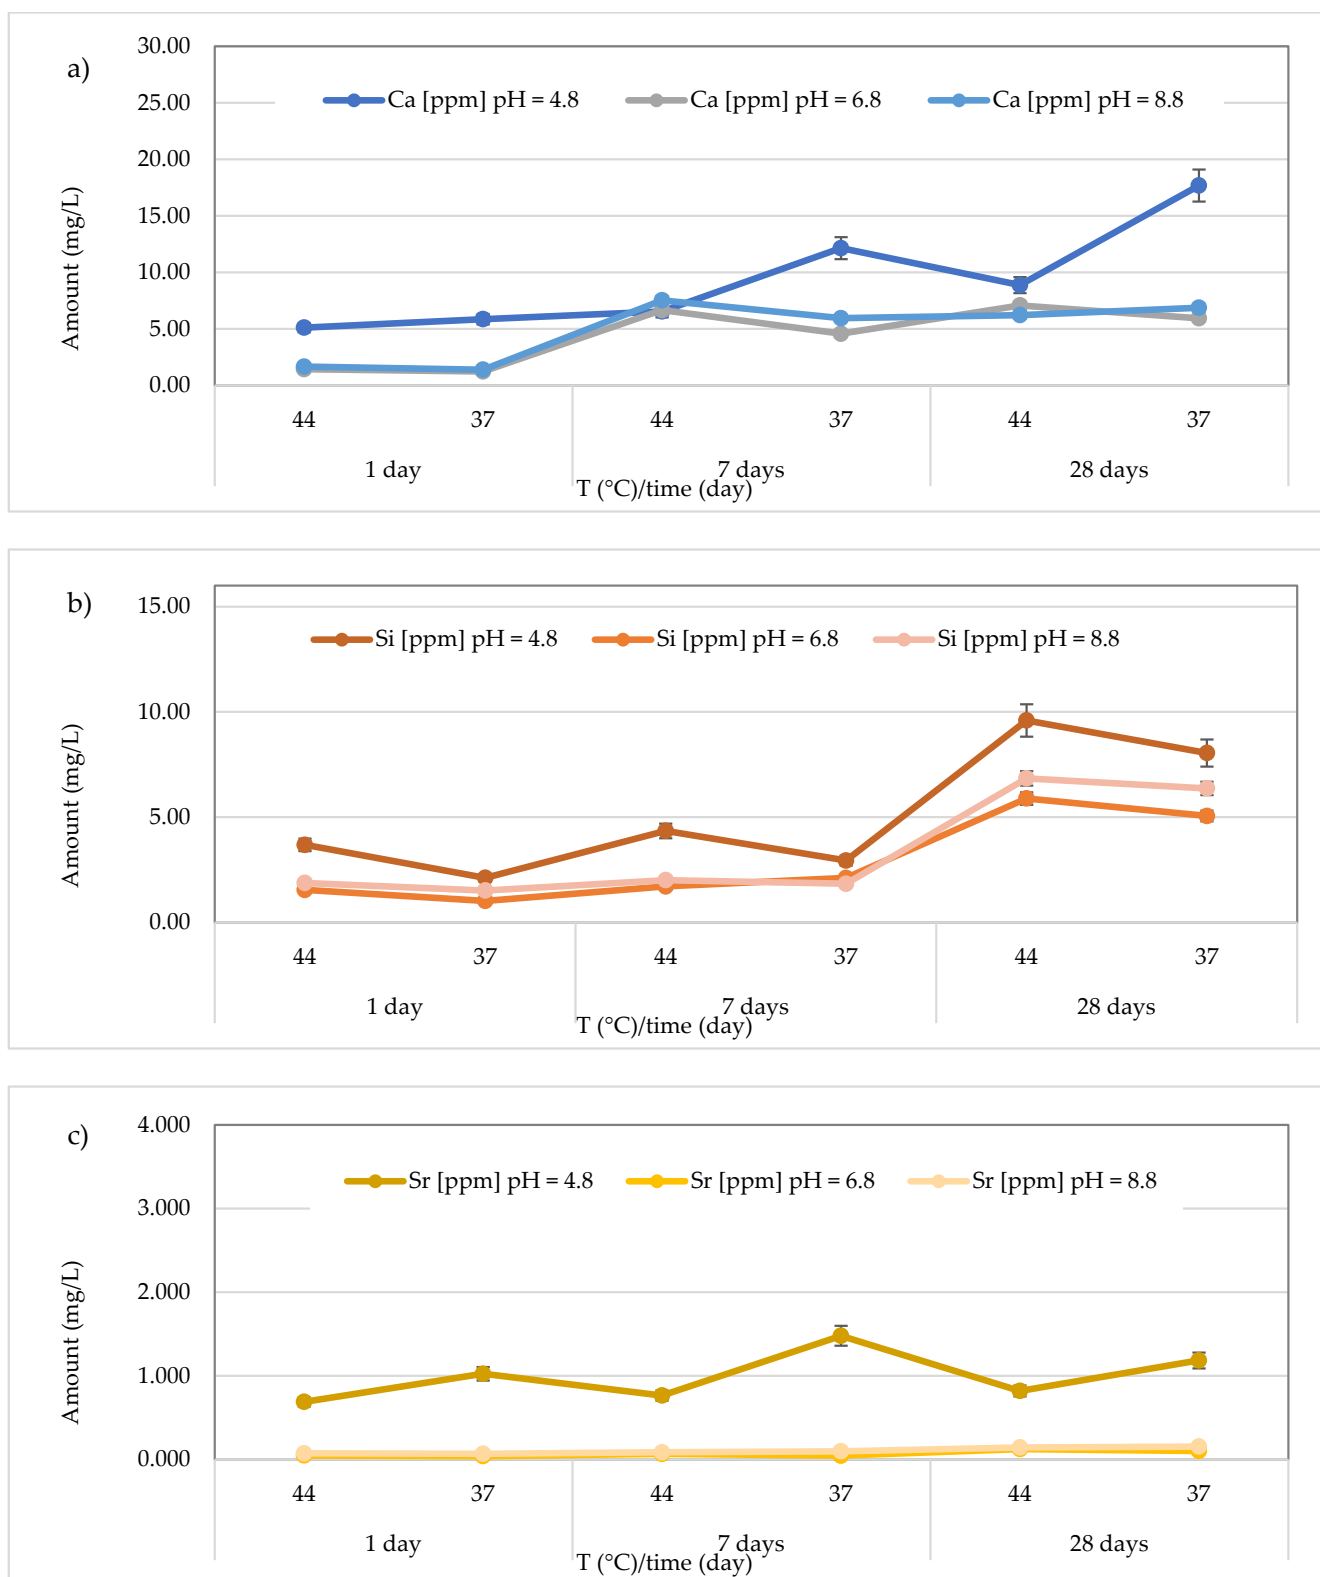 a)
30.00
25.00
20.00
15.00
10.00
5.00
0.00
Amount (mg/L)
Ca [ppm] pH = 4.8 Ca [ppm] pH = 6.8 Ca [ppm] pH = 8.8
44 37 44 37 44 37
1 day 7 days 28 days
T (°C)/time (day)
b)
15.00
10.00
5.00
0.00
Amount (mg/L)
Si [ppm] pH = 4.8 Si [ppm] pH = 6.8 Si [ppm] pH = 8.8
44 37 44 37 44 37
1 day 7 days 28 days
T (°C)/time (day)
c)
4.000
3.000
2.000
1.000
0.000
Amount (mg/L)
Sr [ppm] pH = 4.8 Sr [ppm] pH = 6.8 Sr [ppm] pH = 8.8
44 37 44 37 44 37
1 day 7 days 28 days
T (°C)/time (day)